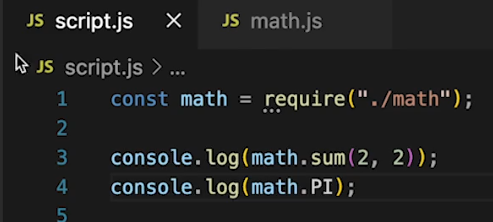 JS script.js × JS math.js
JS script.js > ...
1 const math = require("./math");
2
3 console.log(math.sum(2, 2));
4 console.log(math.PI);
5